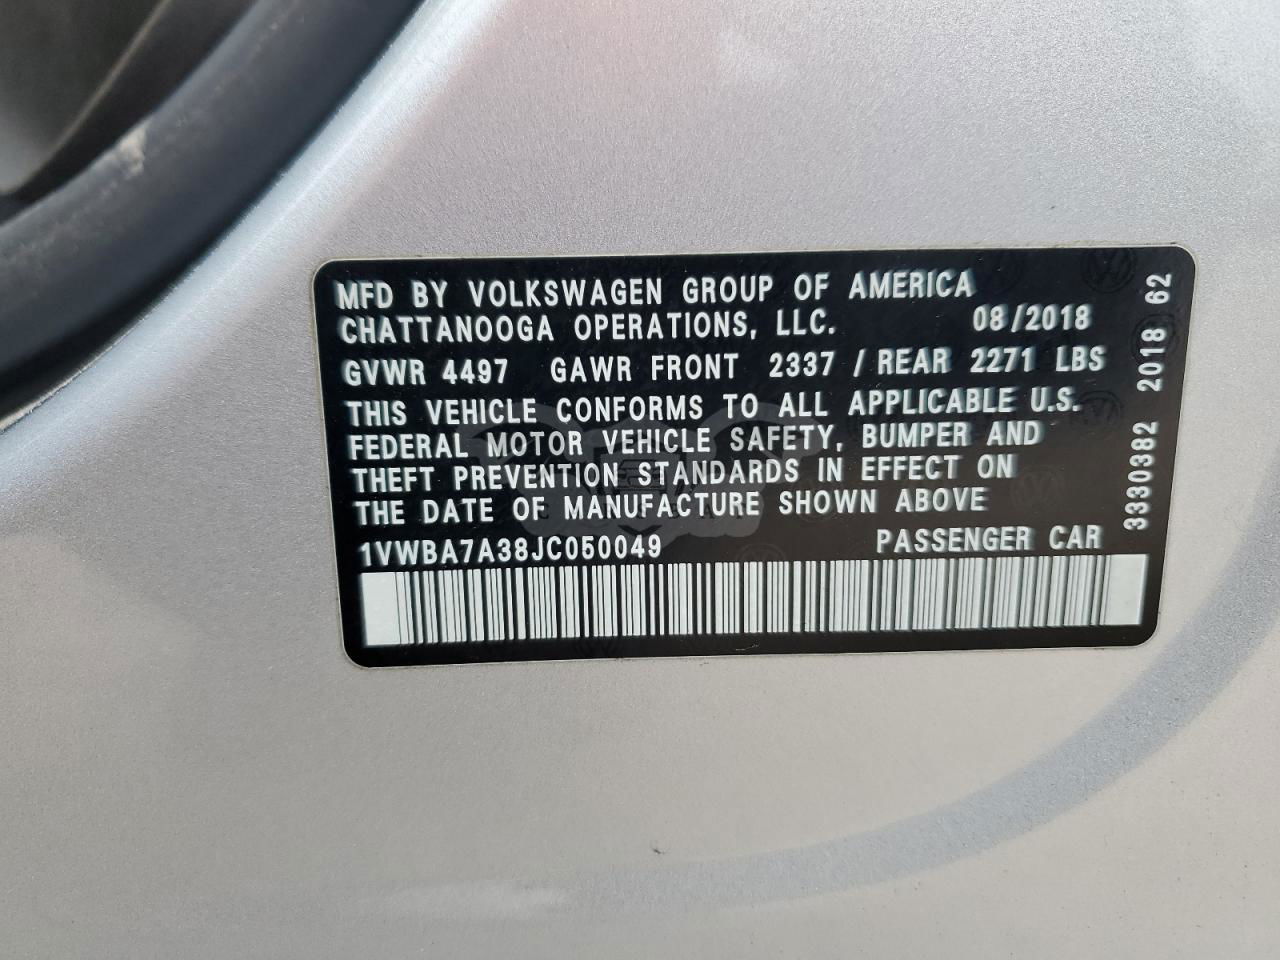 MFD BY VOLKSWAGEN GROUP OF AMERICA
CHATTANOOGA OPERATIONS, LLC. 08/2018
GVWR 4497 GAWR FRONT 2337 / REAR 2271 LBS
THIS VEHICLE CONFORMS TO ALL APPLICABLE U.S.
FEDERAL MOTOR VEHICLE SAFETY, BUMPER AND
THEFT PREVENTION STANDARDS IN EFFECT ON
THE DATE OF MANUFACTURE SHOWN ABOVE
1VWBA7A38JC050049 PASSENGER CAR
3330382 2018 62